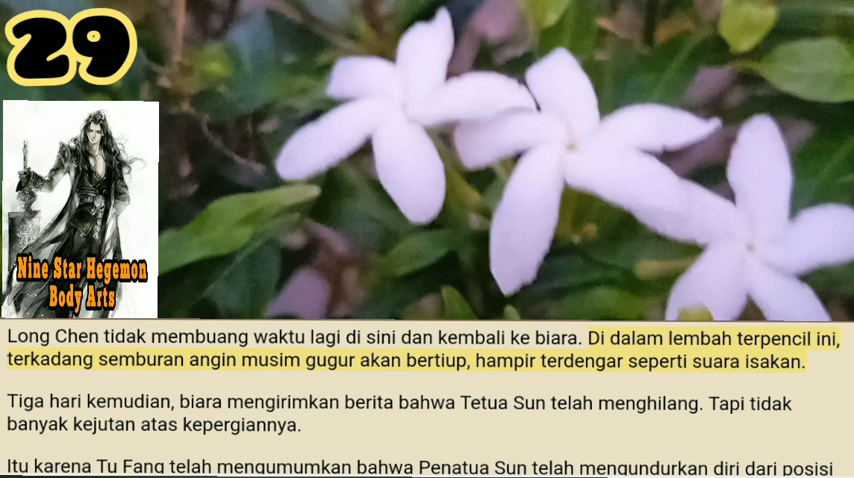 29
Nine Star Hegemon
Body Arts
Long Chen tidak membuang waktu lagi di sini dan kembali ke biara. Di dalam lembah terpencil ini,
terkadang semburan angin musim gugur akan bertiup, hampir terdengar seperti suara isakan.
Tiga hari kemudian, biara mengirimkan berita bahwa Tetua Sun telah menghilang. Tapi tidak
banyak kejutan atas kepergiannya.
Itu karena Tu Fang telah mengumumkan bahwa Penatua Sun telah mengundurkan diri dari posisi